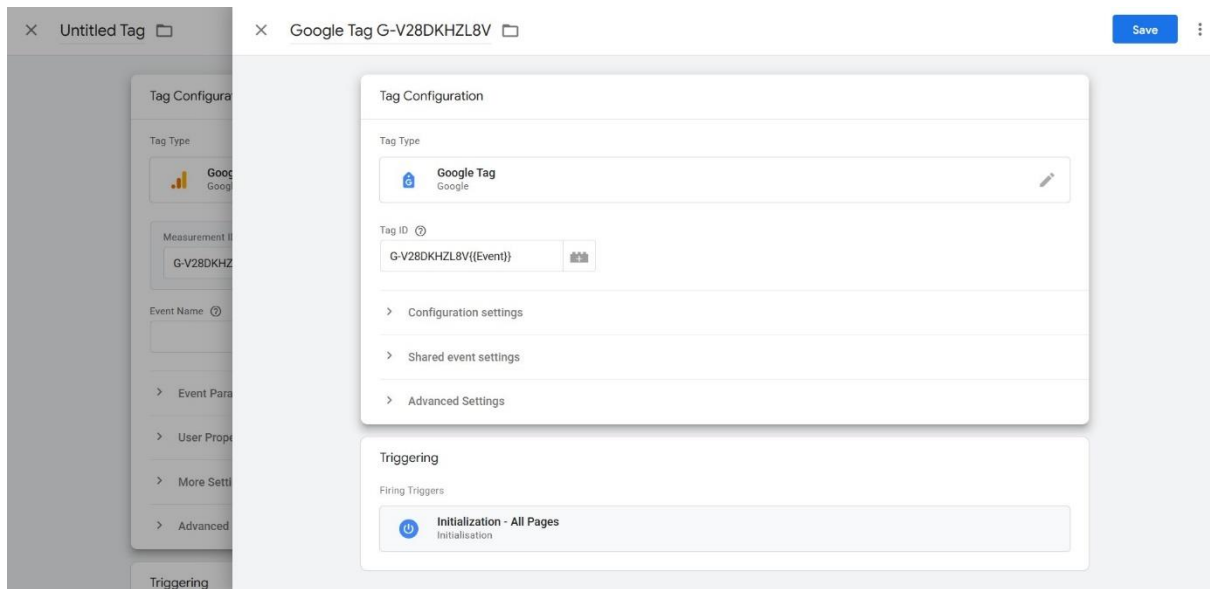 Untitled Tag
Google Tag G-V28DKHZL8V
Save
Tag Configura
Tag Type
Goog
Goog
Measurement I
G-V28DKHZ
Event Name
Event Para
User Prope
More Setti
Advanced
Triggering
Tag Configuration
Tag Type
Google Tag
Google
Tag ID
G-V28DKHZL8V{{Event}}
Configuration settings
Shared event settings
Advanced Settings
Triggering
Firing Triggers
Initialization - All Pages
Initialisation